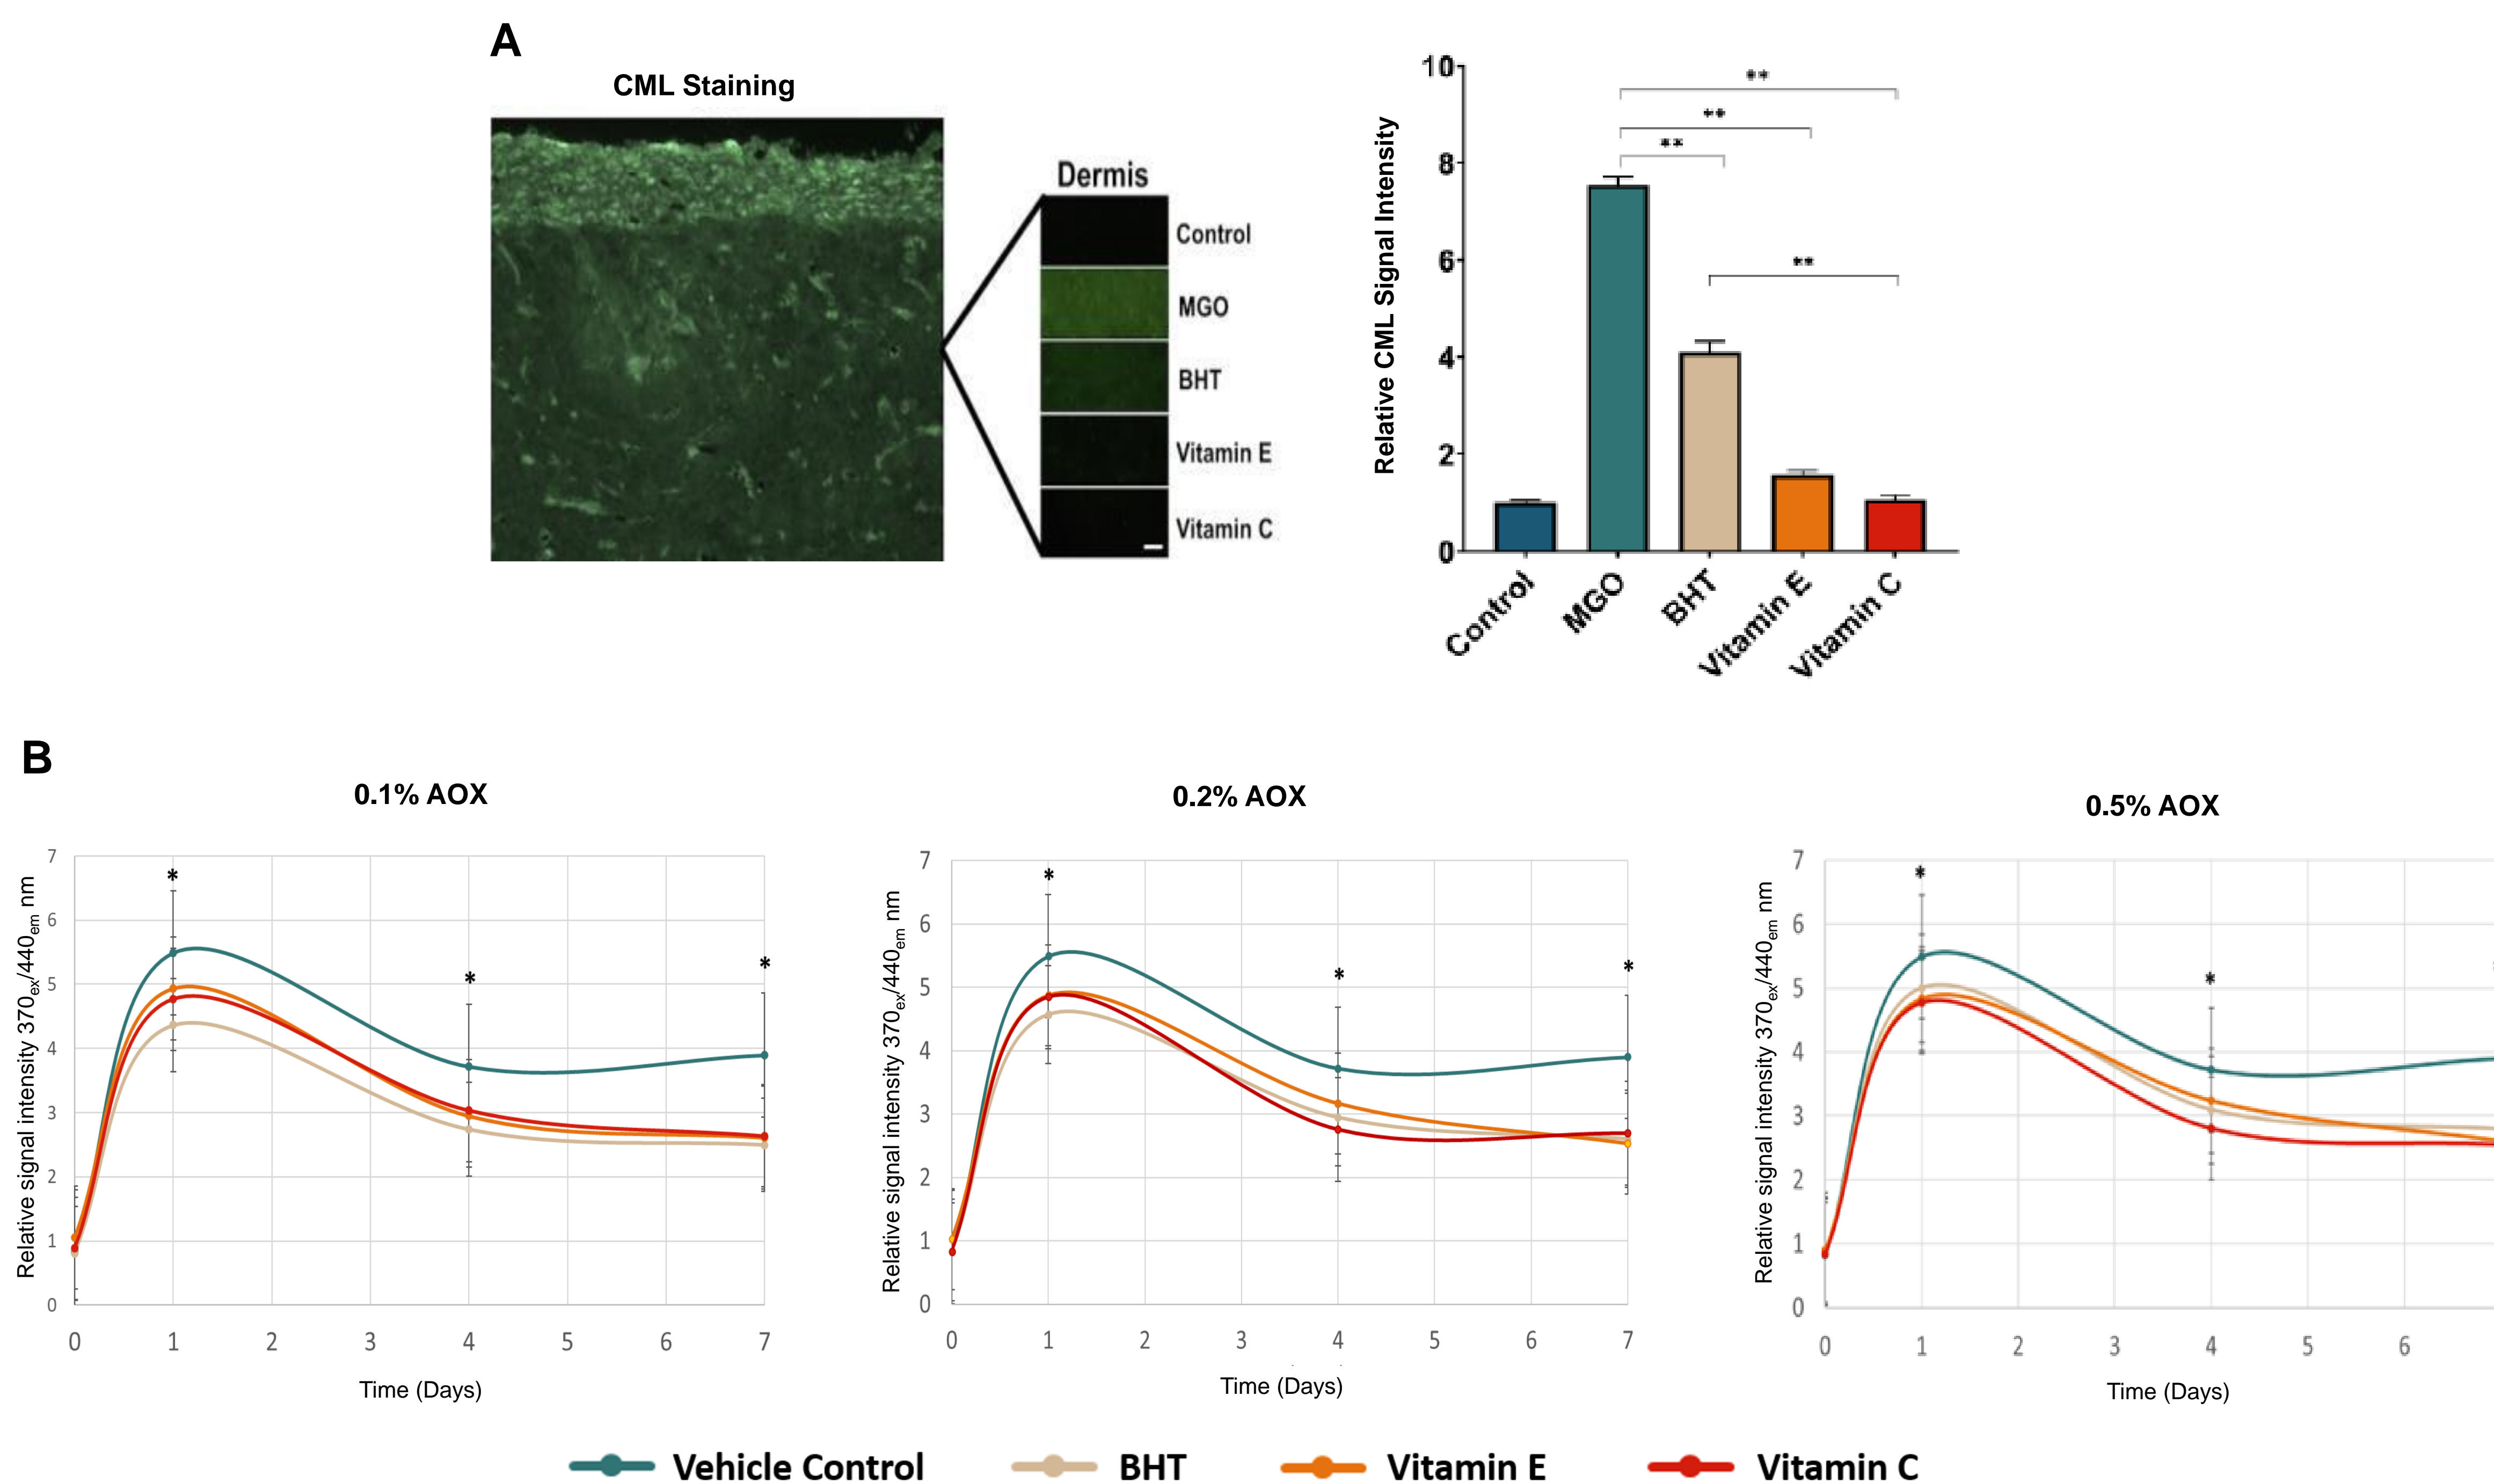 A
CML Staining
Dermis
Control
MGO
BHT
Vitamin E
Vitamin C
Relative CML Signal Intensity
10
8
6
4
2
0
**
**
**
**
Control
MGO
BHT
Vitamin E
Vitamin C
B
0.1% AOX
Relative signal intensity 370ex/440em nm
7
6
5
4
3
2
1
0
*
*
*
0 1 2 3 4 5 6 7
Time (Days)
0.2% AOX
Relative signal intensity 370ex/440em nm
7
6
5
4
3
2
1
0
*
*
*
0 1 2 3 4 5 6 7
Time (Days)
0.5% AOX
Relative signal intensity 370ex/440em nm
7
6
5
4
3
2
1
0
*
*
0 1 2 3 4 5 6
Time (Days)
Vehicle Control BHT Vitamin E Vitamin C